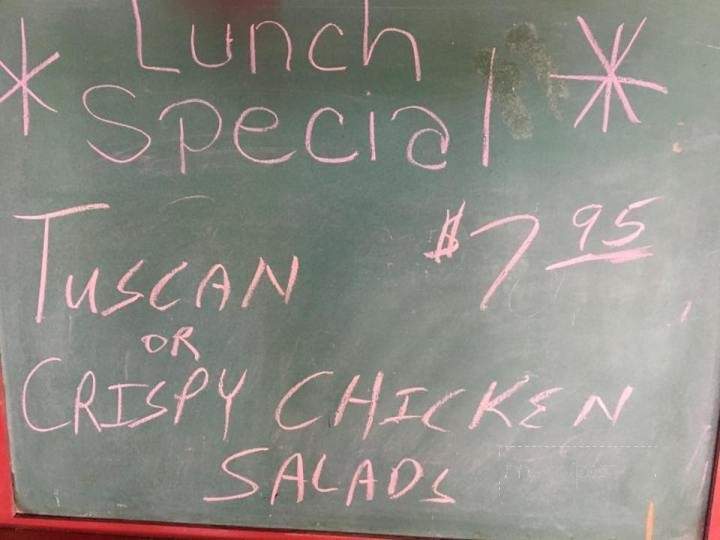 Lunch
Special
TUSCAN $7 95
OR
CRISPY CHICKEN
SALADS